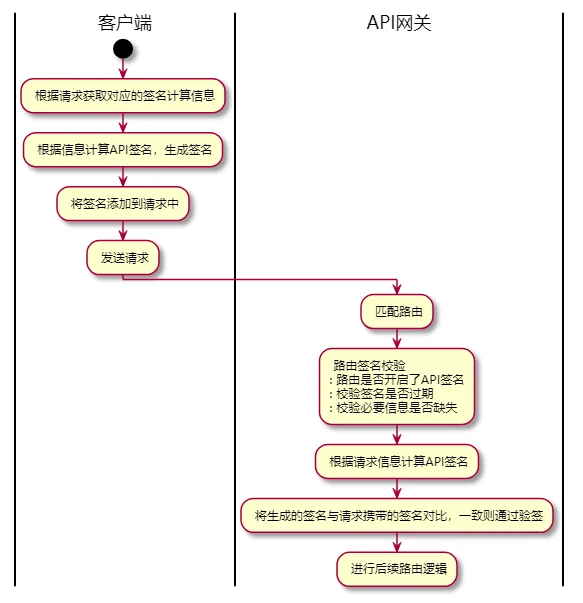 客户端
API网关
根据请求获取对应的签名计算信息
根据信息计算API签名，生成签名
将签名添加到请求中
发送请求
匹配路由
路由签名校验
: 路由是否开启了API签名
: 校验签名是否过期
: 校验必要信息是否缺失
根据请求信息计算API签名
将生成的签名与请求携带的签名对比，一致则通过验签
进行后续路由逻辑